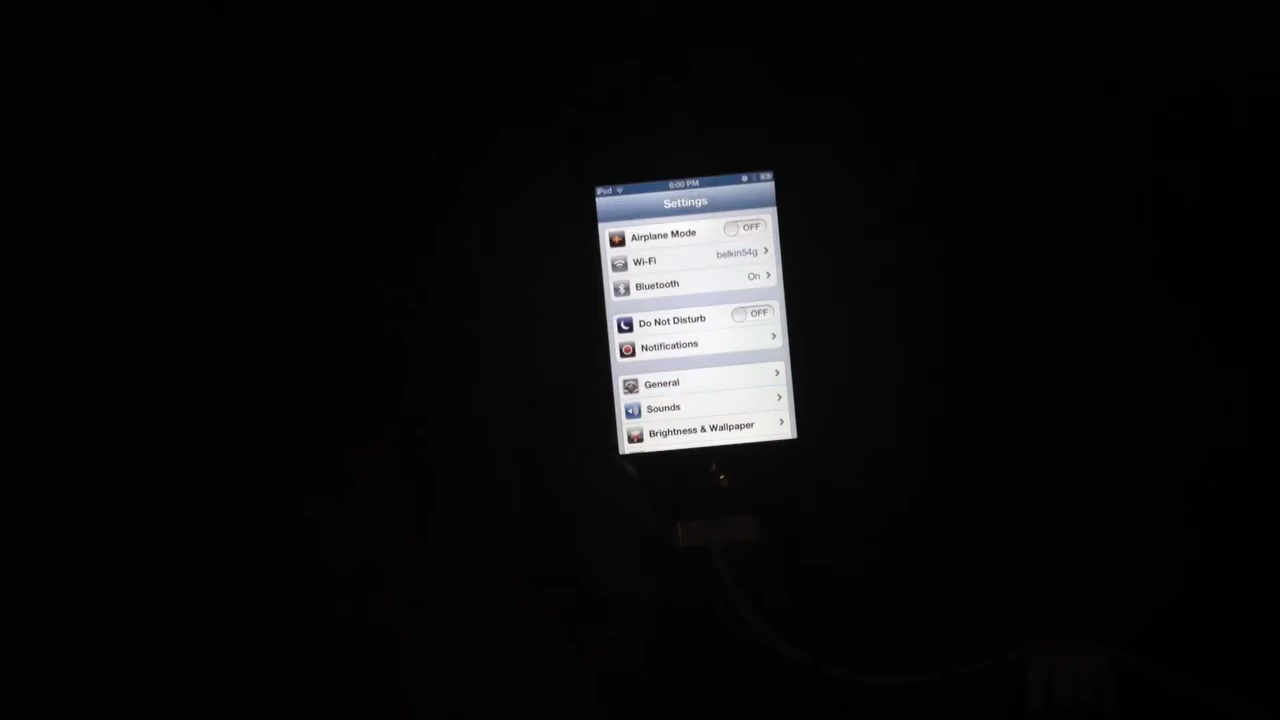 iPod 6:00 PM
Settings
Airplane Mode OFF
Wi-Fi belkin54g
Bluetooth On
Do Not Disturb OFF
Notifications
General
Sounds
Brightness & Wallpaper